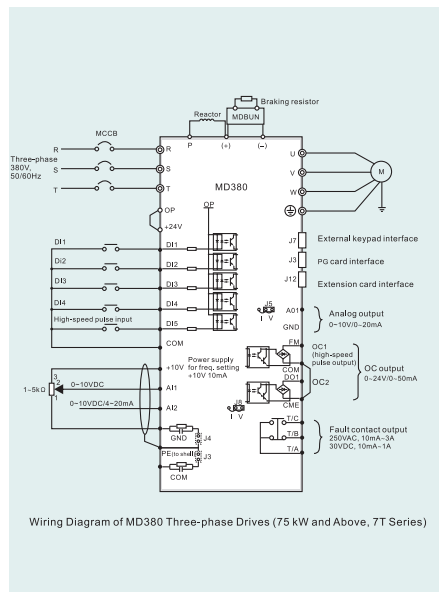 Braking resistor
Reactor
MDBUN
MCCB
P
(+)
(−)
R
R
U
Three-phase
380V,
50/60Hz
S
S
V
M
T
T
W
MD380
OP
OP
+24V
DI1
DI1
J7
External keypad interface
Di2
DI2
J3
PG card interface
DI3
DI3
J12
Extension card interface
DI4
DI4
J5
I V
A01
Analog output
0~10V/0~20mA
High-speed pulse input
DI5
GND
COM
FM
OC1
(high-speed
pulse output)
+10V
Power supply
for freq. setting
+10V 10mA
COM
OC output
0~24V/0~50mA
3
2
1
1~5kΩ
0~10VDC
AI1
DO1
OC2
0~10VDC/4~20mA
AI2
J8
I V
CME
GND
J4
T/C
Fault contact output
250VAC, 10mA~3A
30VDC, 10mA~1A
T/B
PE(to shell)
J3
T/A
COM
Wiring Diagram of MD380 Three-phase Drives (75 kW and Above, 7T Series)